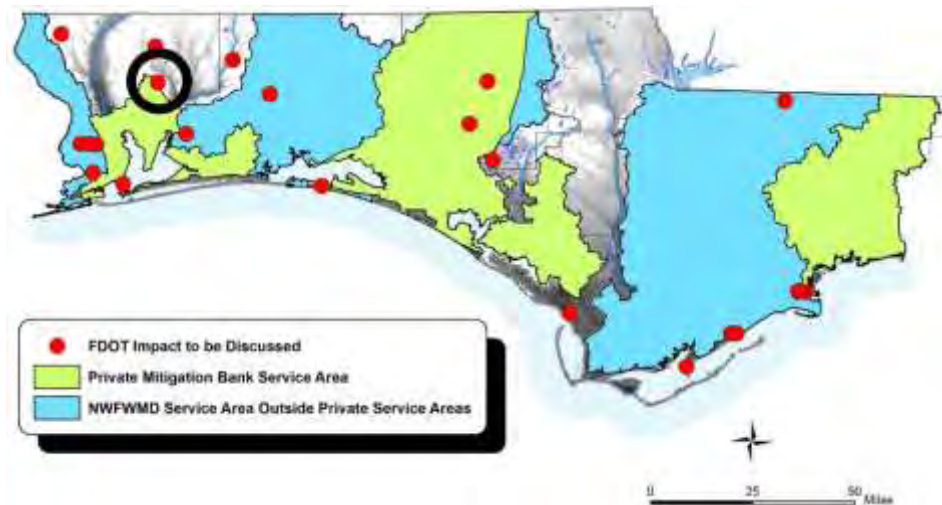 FDOT Impact to be Discussed
Private Mitigation Bank Service Area
NWFWMD Service Area Outside Private Service Areas
0 25 50
Miles